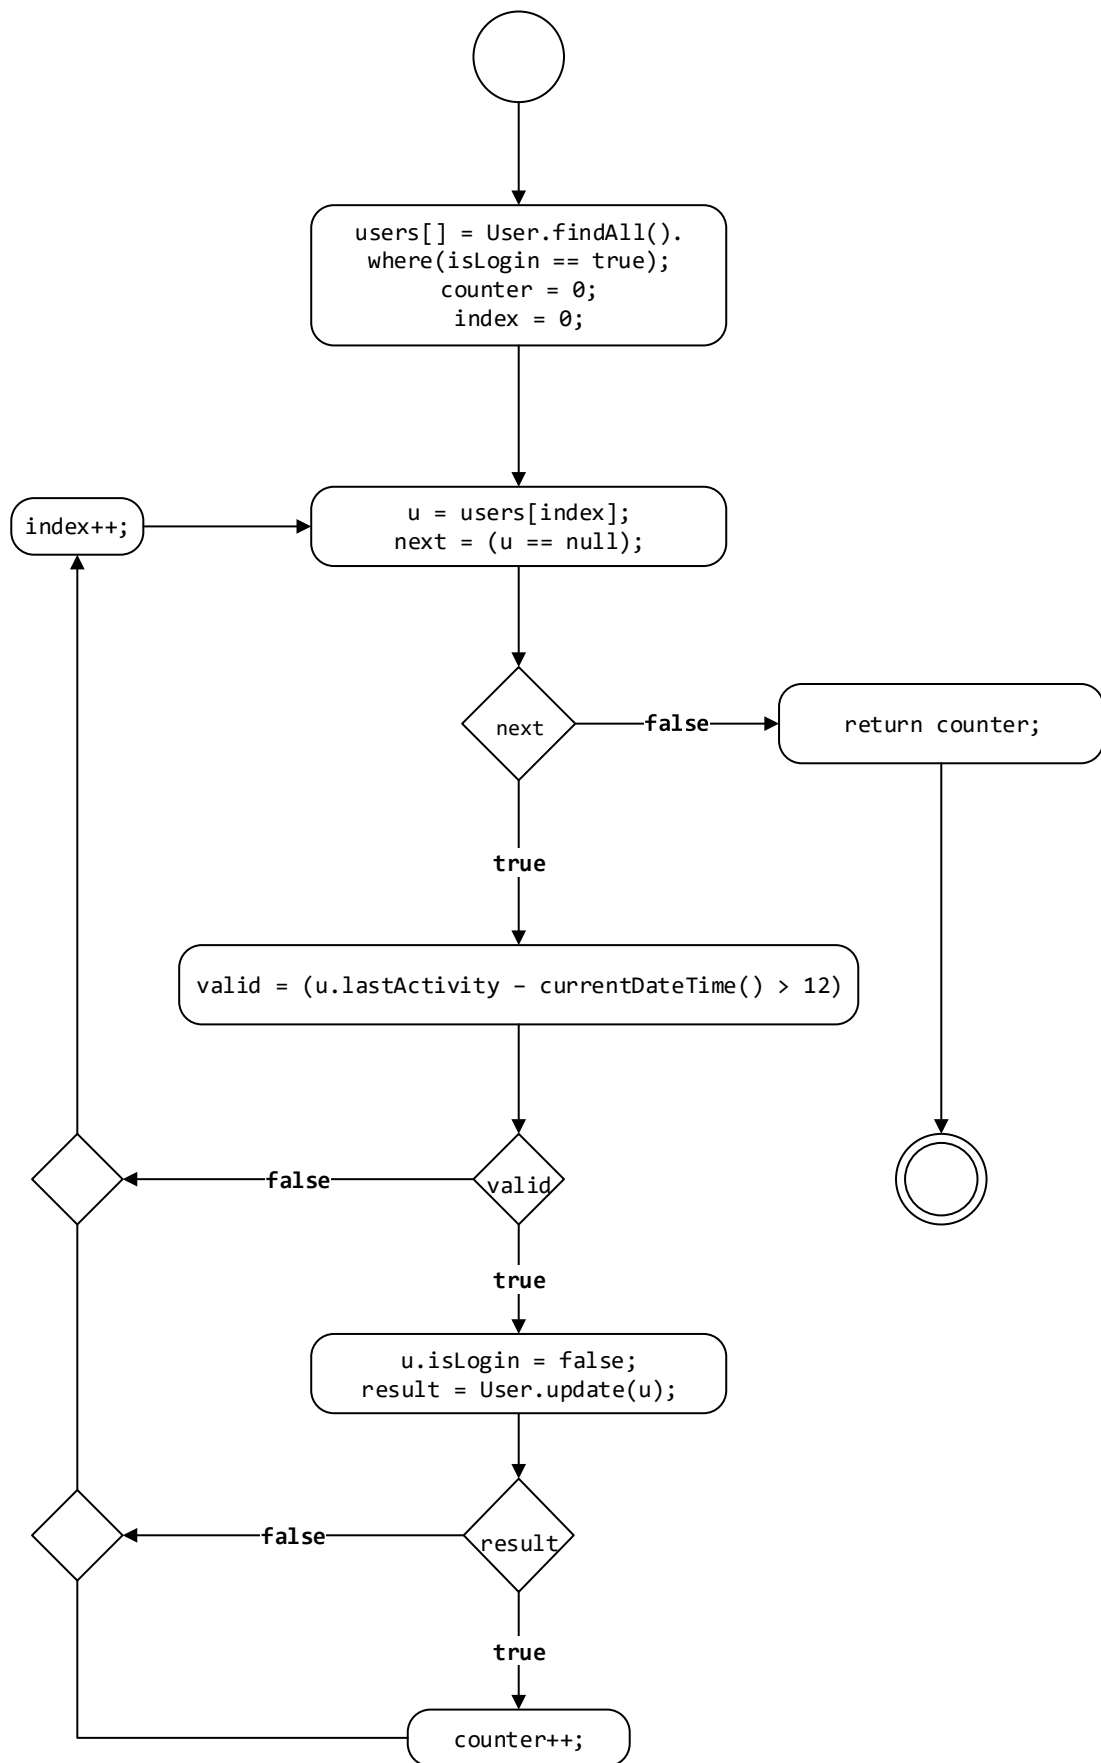 users[] = User.findAll().
where(isLogin == true);
counter = 0;
index = 0;
index++;
u = users[index];
next = (u == null);
next
false
return counter;
true
valid = (u.lastActivity – currentDateTime() > 12)
false
valid
true
u.isLogin = false;
result = User.update(u);
false
result
true
counter++;